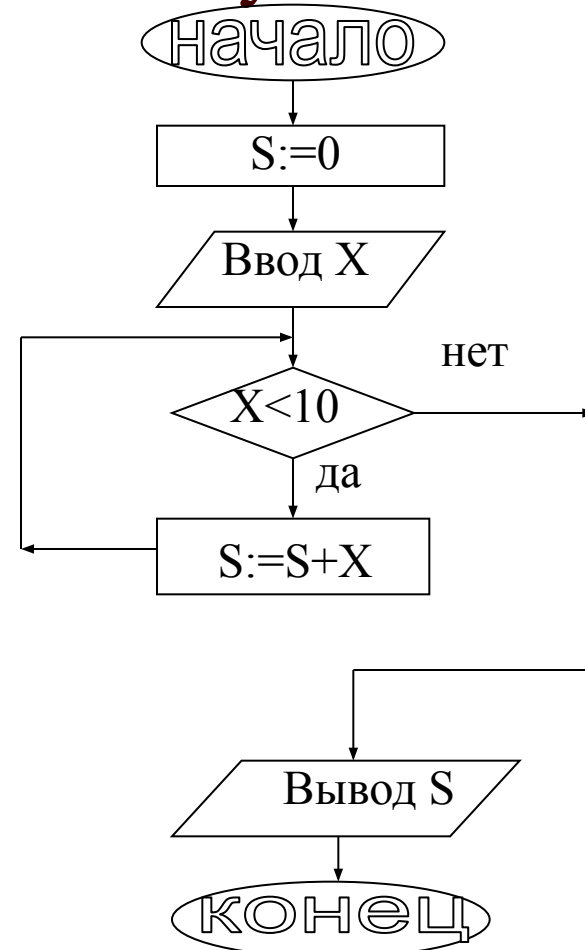 начало
S:=0
Ввод X
нет
X<10
да
S:=S+X
Вывод S
конец